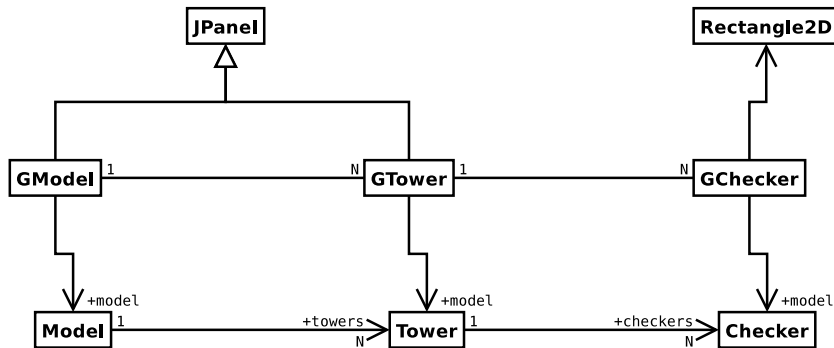 JPanel
Rectangle2D
GModel
1
N
GTower
1
N
GChecker
+model
+model
+model
Model
1
+towers
N
Tower
1
+checkers
N
Checker